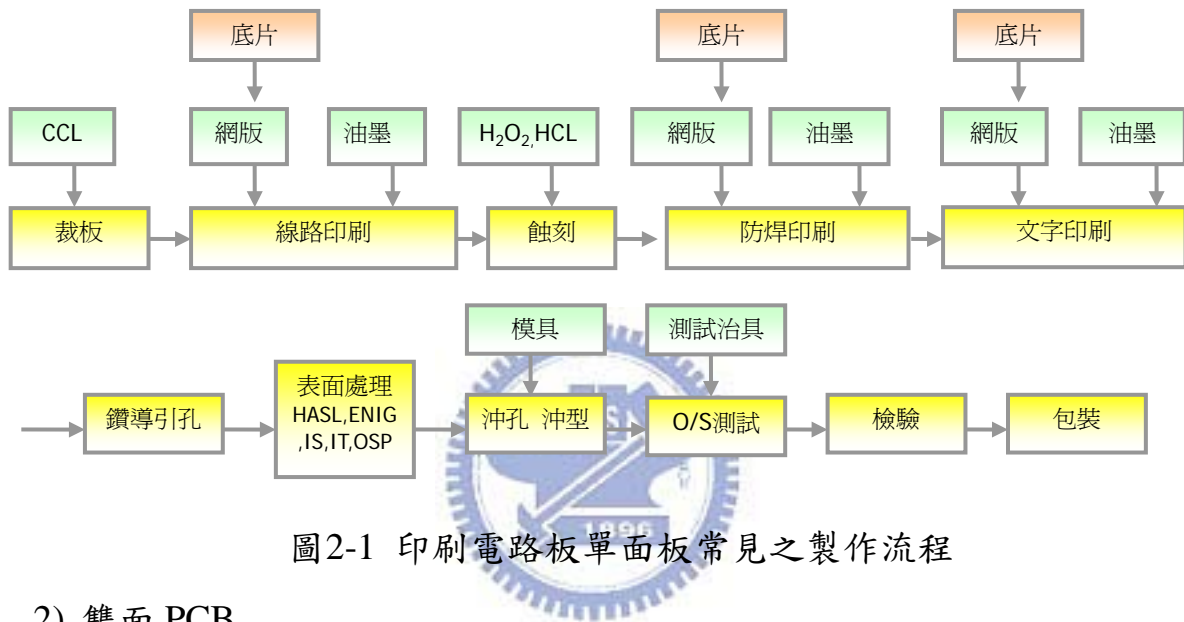 底片 底片 底片
CCL 網版 油墨 H₂O₂,HCL 網版 油墨 網版 油墨
裁板 線路印刷 蝕刻 防焊印刷 文字印刷
模具 測試治具
鑽導引孔 表面處理 沖孔 沖型 O/S測試 檢驗 包裝
HASL,ENIG
,IS,IT,OSP
1896
圖2-1 印刷電路板單面板常見之製作流程
2) 雙面 PCB